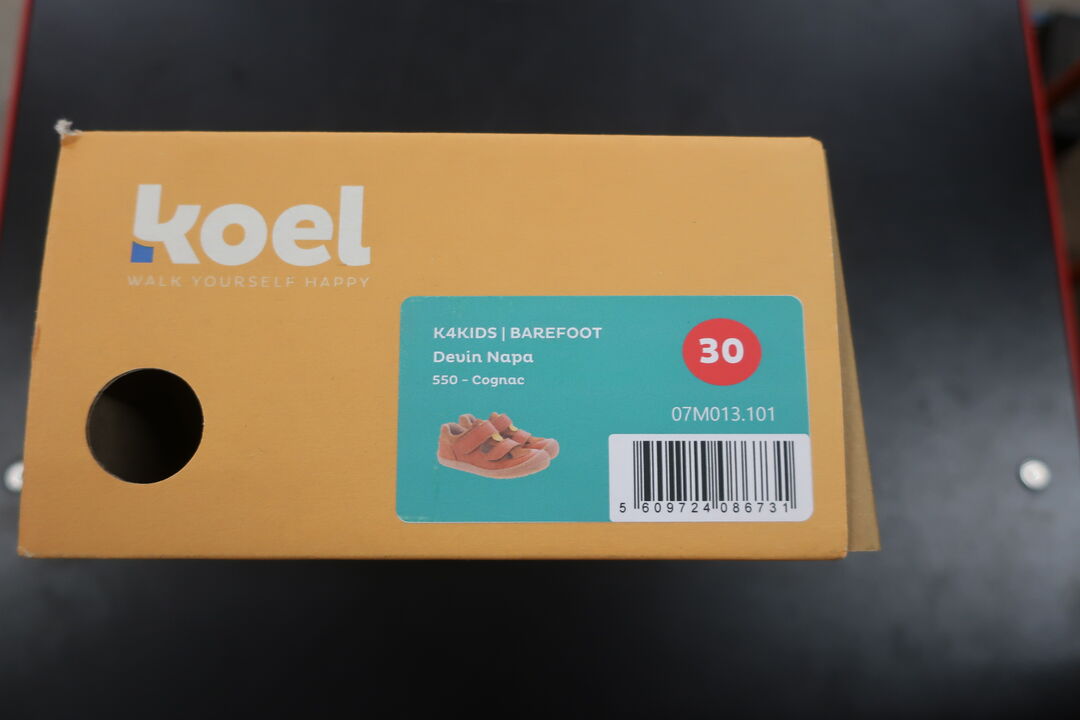 koel
WALK YOURSELF HAPPY
K4KIDS | BAREFOOT
Devin Napa
550 - Cognac
30
07M013.101
5 609724 086731